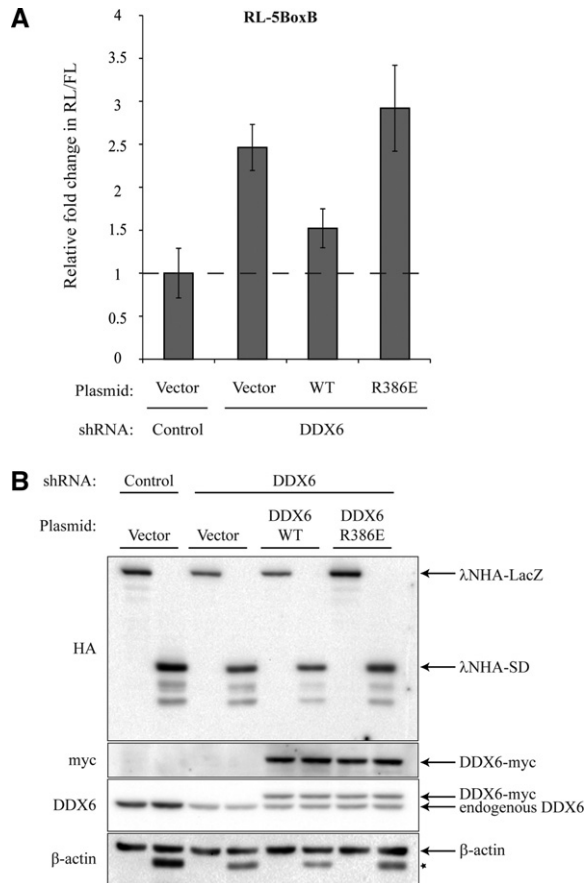 A
RL-5BoxB
Relative fold change in RL/FL
4
3.5
3
2.5
2
1.5
1
0.5
0
Plasmid: Vector Vector WT R386E
shRNA: Control DDX6
B
shRNA: Control DDX6
Plasmid: Vector Vector DDX6 WT DDX6 R386E
HA
λNHA-LacZ
λNHA-SD
myc
DDX6-myc
DDX6
DDX6-myc
endogenous DDX6
β-actin
β-actin
*